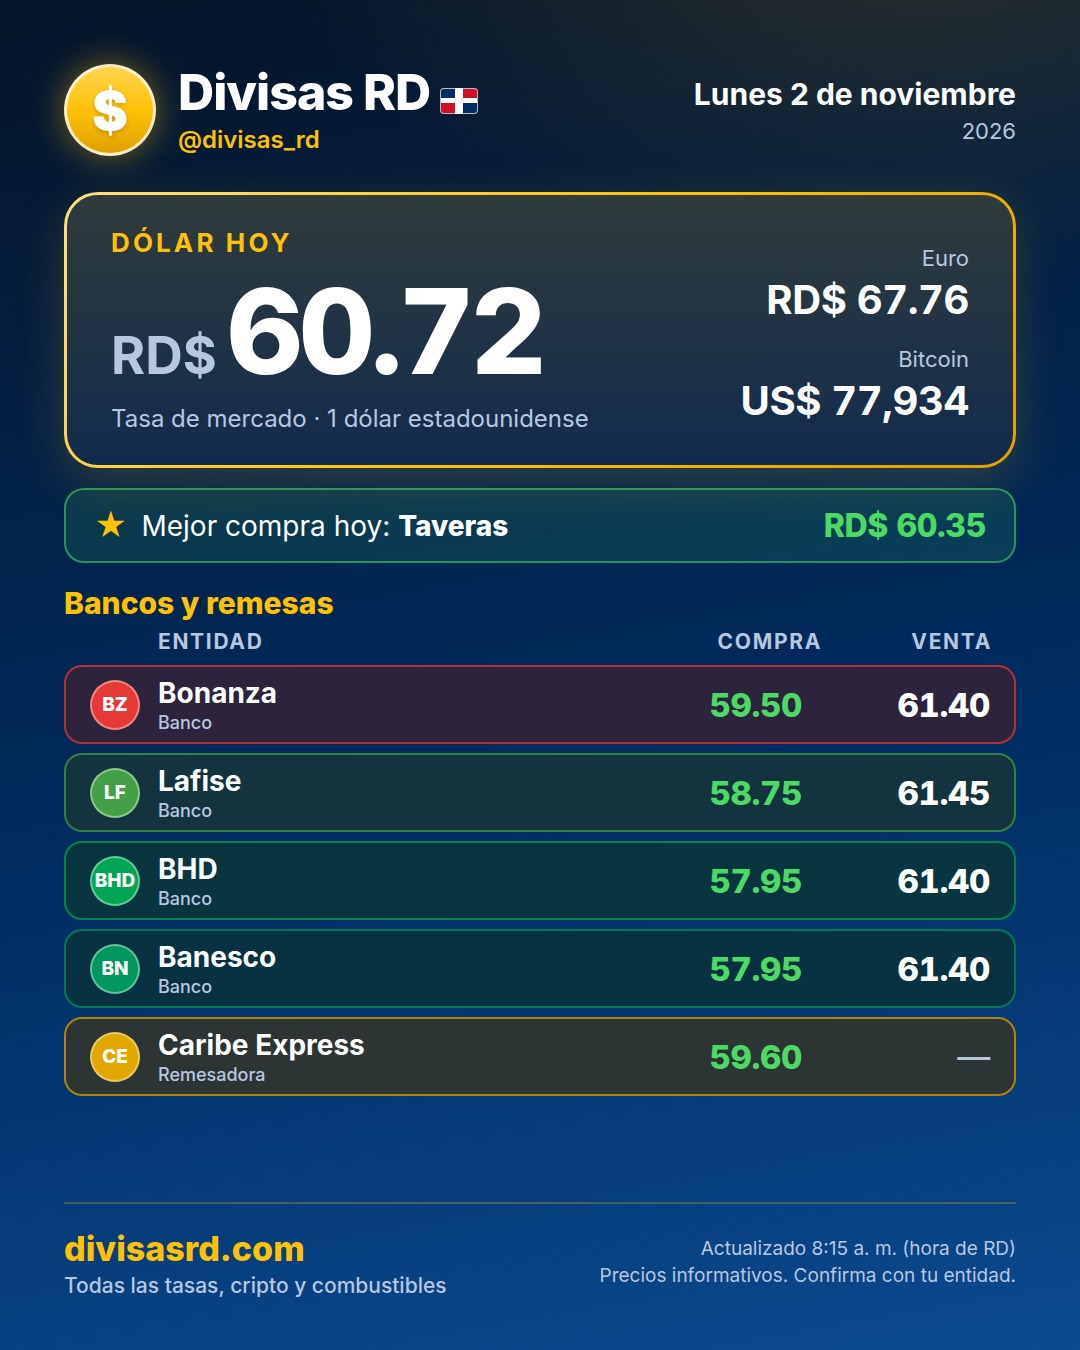 $
Divisas RD
@divisas_rd
Lunes 2 de noviembre
2026
DÓLAR HOY
RD$ 60.72
Tasa de mercado · 1 dólar estadounidense
Euro
RD$ 67.76
Bitcoin
US$ 77,934
★ Mejor compra hoy: Taveras RD$ 60.35
Bancos y remesas
ENTIDAD COMPRA VENTA
BZ Bonanza 59.50 61.40
Banco
LF Lafise 58.75 61.45
Banco
BHD BHD 57.95 61.40
Banco
BN Banesco 57.95 61.40
Banco
CE Caribe Express 59.60 —
Remesadora
divisasrd.com
Todas las tasas, cripto y combustibles
Actualizado 8:15 a. m. (hora de RD)
Precios informativos. Confirma con tu entidad.